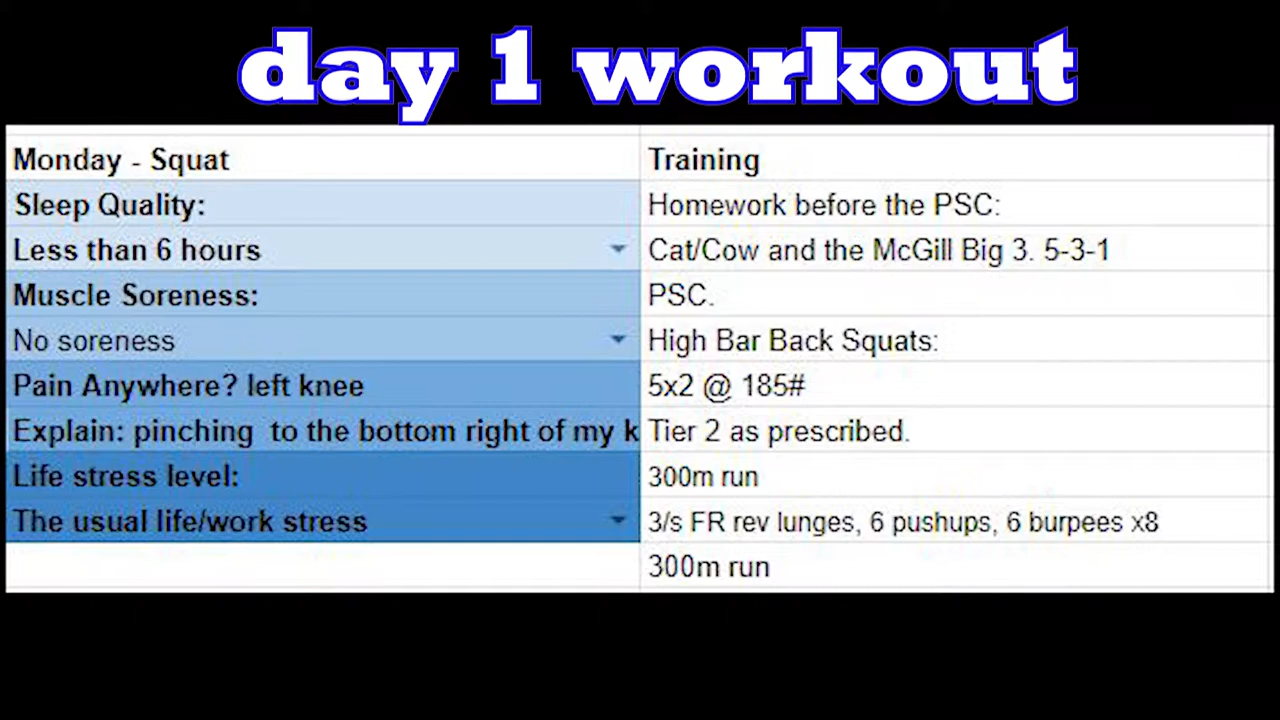 day 1 workout
Monday - Squat
Training
Sleep Quality:
Homework before the PSC:
Less than 6 hours
Cat/Cow and the McGill Big 3. 5-3-1
Muscle Soreness:
PSC.
No soreness
High Bar Back Squats:
Pain Anywhere? left knee
5x2 @ 185#
Explain: pinching  to the bottom right of my k
Tier 2 as prescribed.
Life stress level:
300m run
The usual life/work stress
3/s FR rev lunges, 6 pushups, 6 burpees x8
300m run